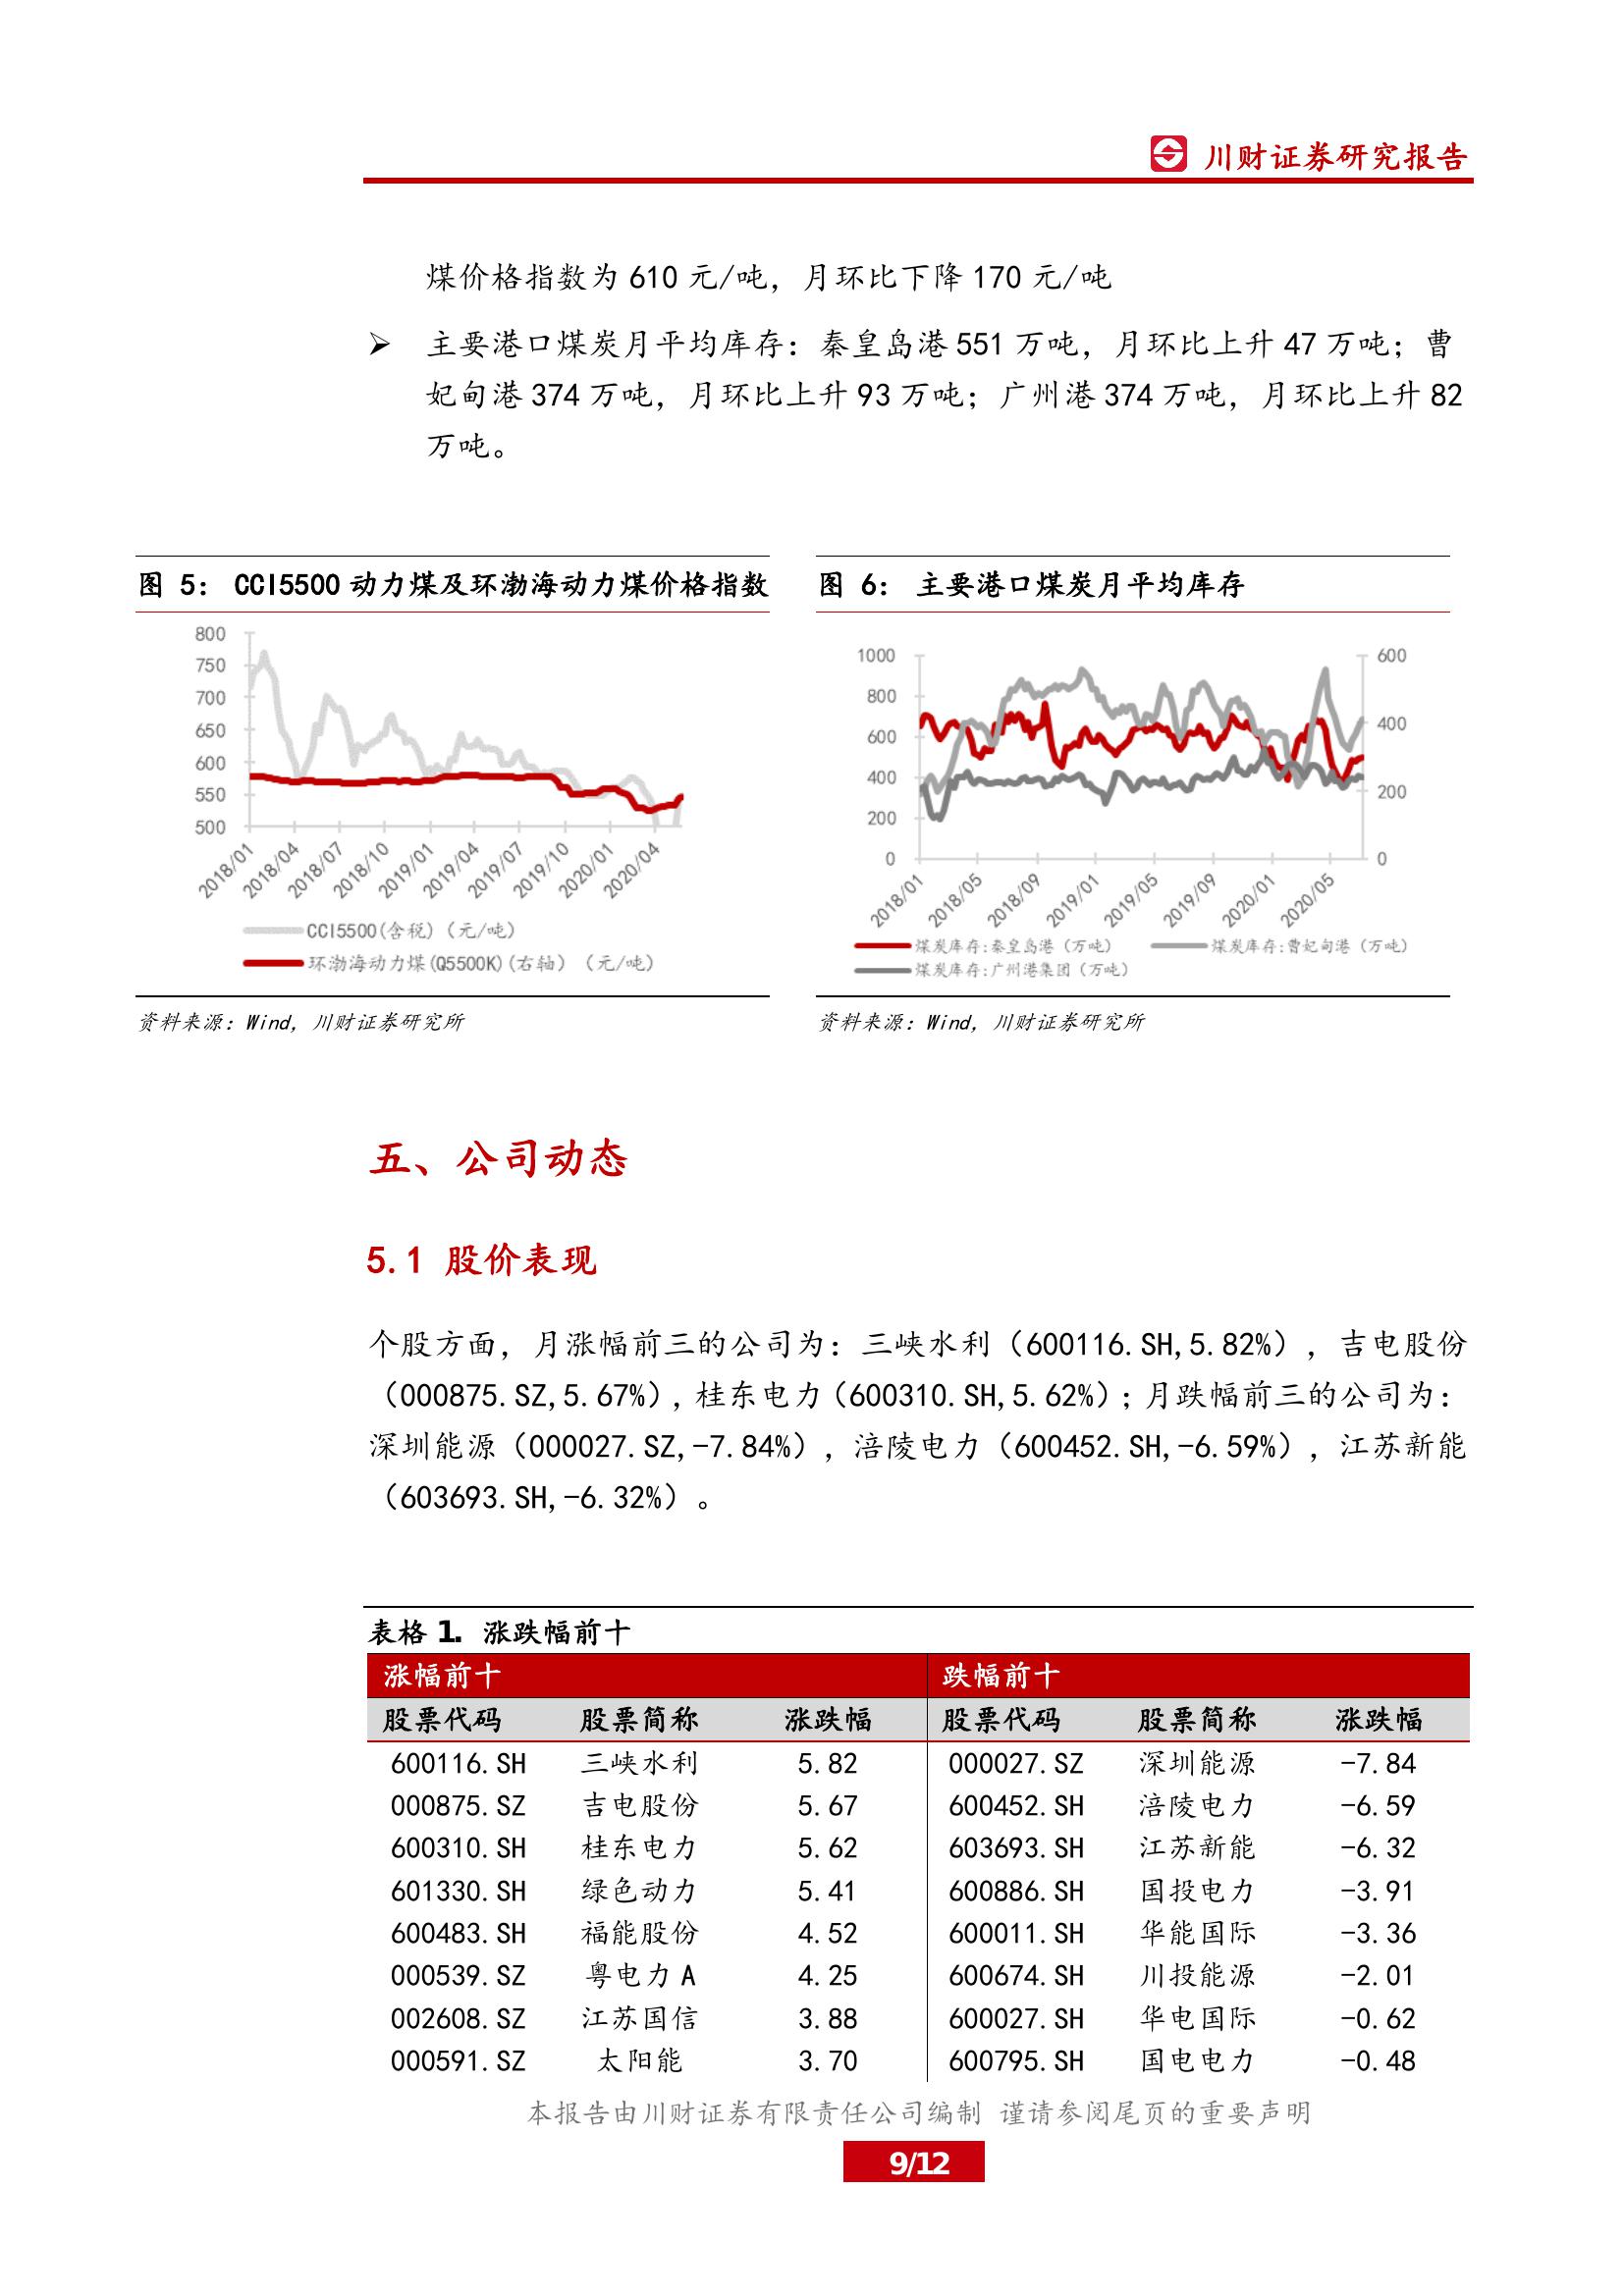 川财证券研究报告
煤价格指数为 610 元/吨，月环比下降 170 元/吨
➢ 主要港口煤炭月平均库存：秦皇岛港 551 万吨，月环比上升 47 万吨；曹
妃甸港 374 万吨，月环比上升 93 万吨；广州港 374 万吨，月环比上升 82
万吨。
图 5： CCI5500 动力煤及环渤海动力煤价格指数
800
750
700
650
600
550
500
2018/01 2018/04 2018/07 2018/10 2019/01 2019/04 2019/07 2019/10 2020/01 2020/04
CCI5500(含税)（元/吨）
环渤海动力煤(Q5500K)(右轴)（元/吨）
资料来源：Wind，川财证券研究所
图 6： 主要港口煤炭月平均库存
1000 600
800
600 400
400
200 200
0 0
2018/01 2018/05 2018/09 2019/01 2019/05 2019/09 2020/01 2020/05
煤炭库存:秦皇岛港（万吨） 煤炭库存:曹妃甸港（万吨）
煤炭库存:广州港集团（万吨）
资料来源：Wind，川财证券研究所
五、公司动态
5.1 股价表现
个股方面，月涨幅前三的公司为：三峡水利（600116.SH,5.82%），吉电股份
（000875.SZ,5.67%），桂东电力（600310.SH,5.62%）；月跌幅前三的公司为：
深圳能源（000027.SZ,-7.84%），涪陵电力（600452.SH,-6.59%），江苏新能
（603693.SH,-6.32%）。
表格 1. 涨跌幅前十
涨幅前十 跌幅前十
股票代码 股票简称 涨跌幅 股票代码 股票简称 涨跌幅
600116.SH 三峡水利 5.82 000027.SZ 深圳能源 -7.84
000875.SZ 吉电股份 5.67 600452.SH 涪陵电力 -6.59
600310.SH 桂东电力 5.62 603693.SH 江苏新能 -6.32
601330.SH 绿色动力 5.41 600886.SH 国投电力 -3.91
600483.SH 福能股份 4.52 600011.SH 华能国际 -3.36
000539.SZ 粤电力 A 4.25 600674.SH 川投能源 -2.01
002608.SZ 江苏国信 3.88 600027.SH 华电国际 -0.62
000591.SZ 太阳能 3.70 600795.SH 国电电力 -0.48
本报告由川财证券有限责任公司编制 谨请参阅尾页的重要声明
9/12